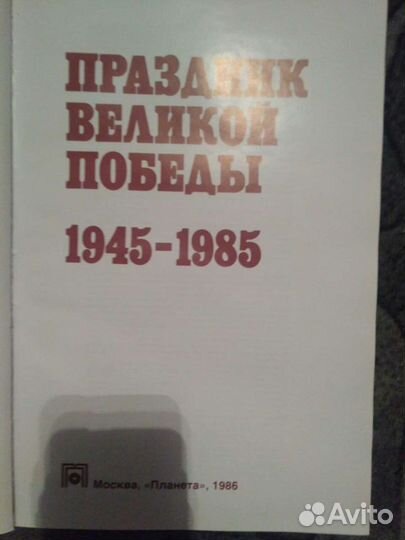 ПРАЗДНИК
ВЕЛИКОЙ
ПОБЕДЫ
1945-1985
Москва, «Планета», 1986
Avito